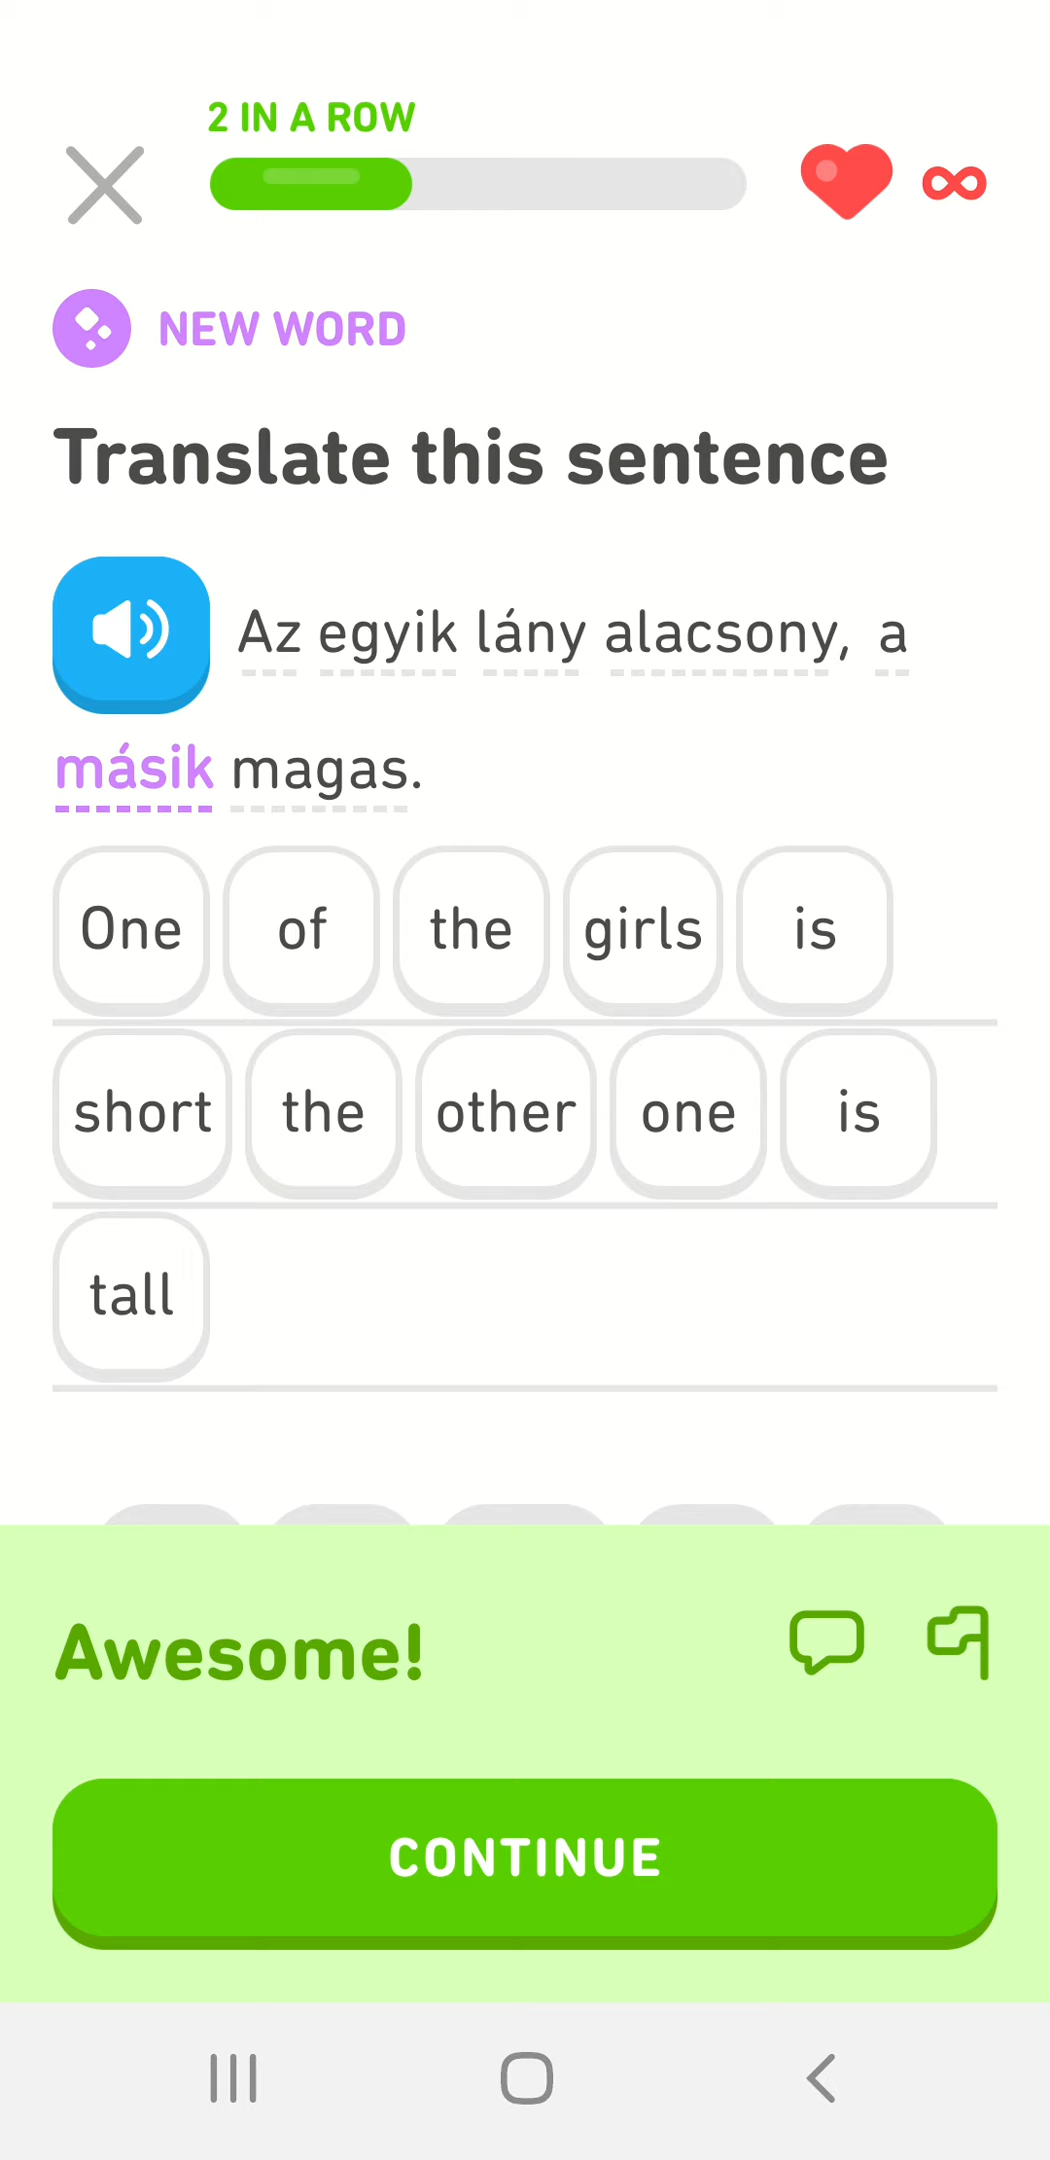 2 IN A ROW
NEW WORD
Translate this sentence
Az egyik lány alacsony, a
másik magas.
One of the girls is
short the other one is
tall
Awesome!
CONTINUE